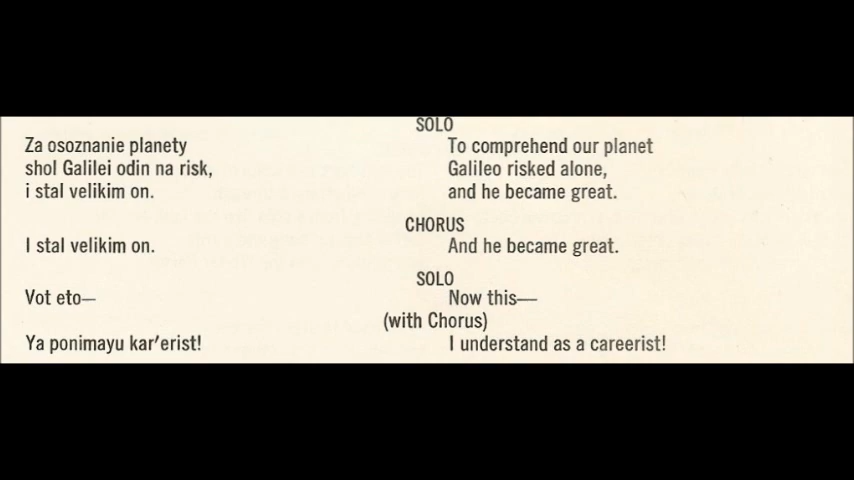 SOLO
Za osoznanie planety To comprehend our planet
shol Galilei odin na risk, Galileo risked alone,
i stal velikim on. and he became great.
CHORUS
I stal velikim on. And he became great.
SOLO
Vot eto— Now this—
(with Chorus)
Ya ponimayu kar'erist! I understand as a careerist!